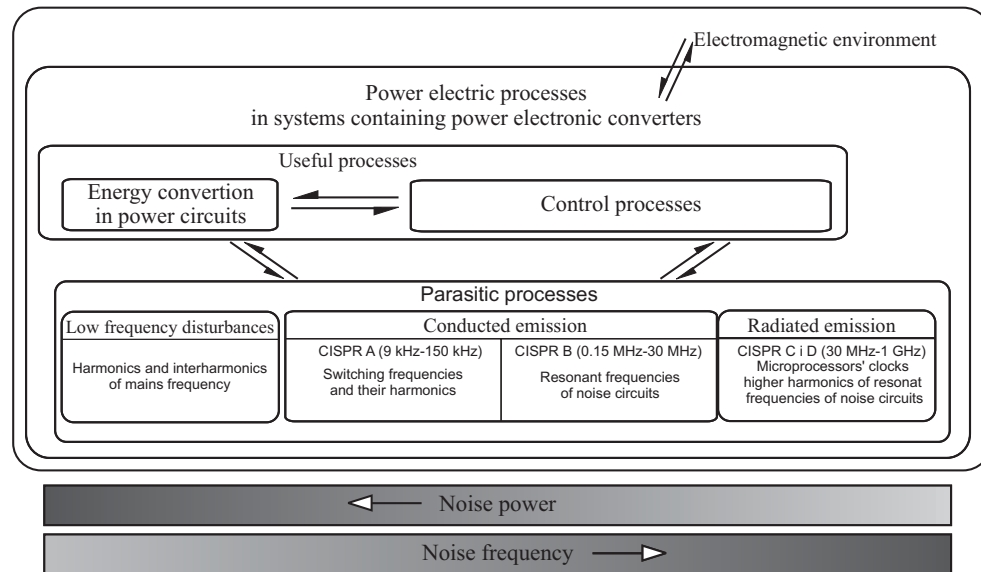 Electromagnetic environment
Power electric processes
in systems containing power electronic converters
Useful processes
Energy convertion
in power circuits
Control processes
Parasitic processes
Low frequency disturbances
Harmonics and interharmonics
of mains frequency
Conducted emission
CISPR A (9 kHz-150 kHz)
Switching frequencies
and their harmonics
CISPR B (0.15 MHz-30 MHz)
Resonant frequencies
of noise circuits
Radiated emission
CISPR C i D (30 MHz-1 GHz)
Microprocessors' clocks
higher harmonics of resonat
frequencies of noise circuits
Noise power
Noise frequency